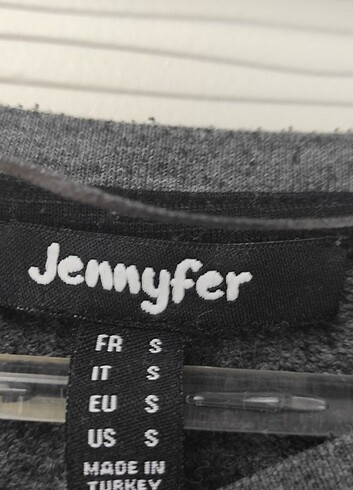 Jennyfer
FR S
IT S
EU S
US S
MADE IN
TURKEY